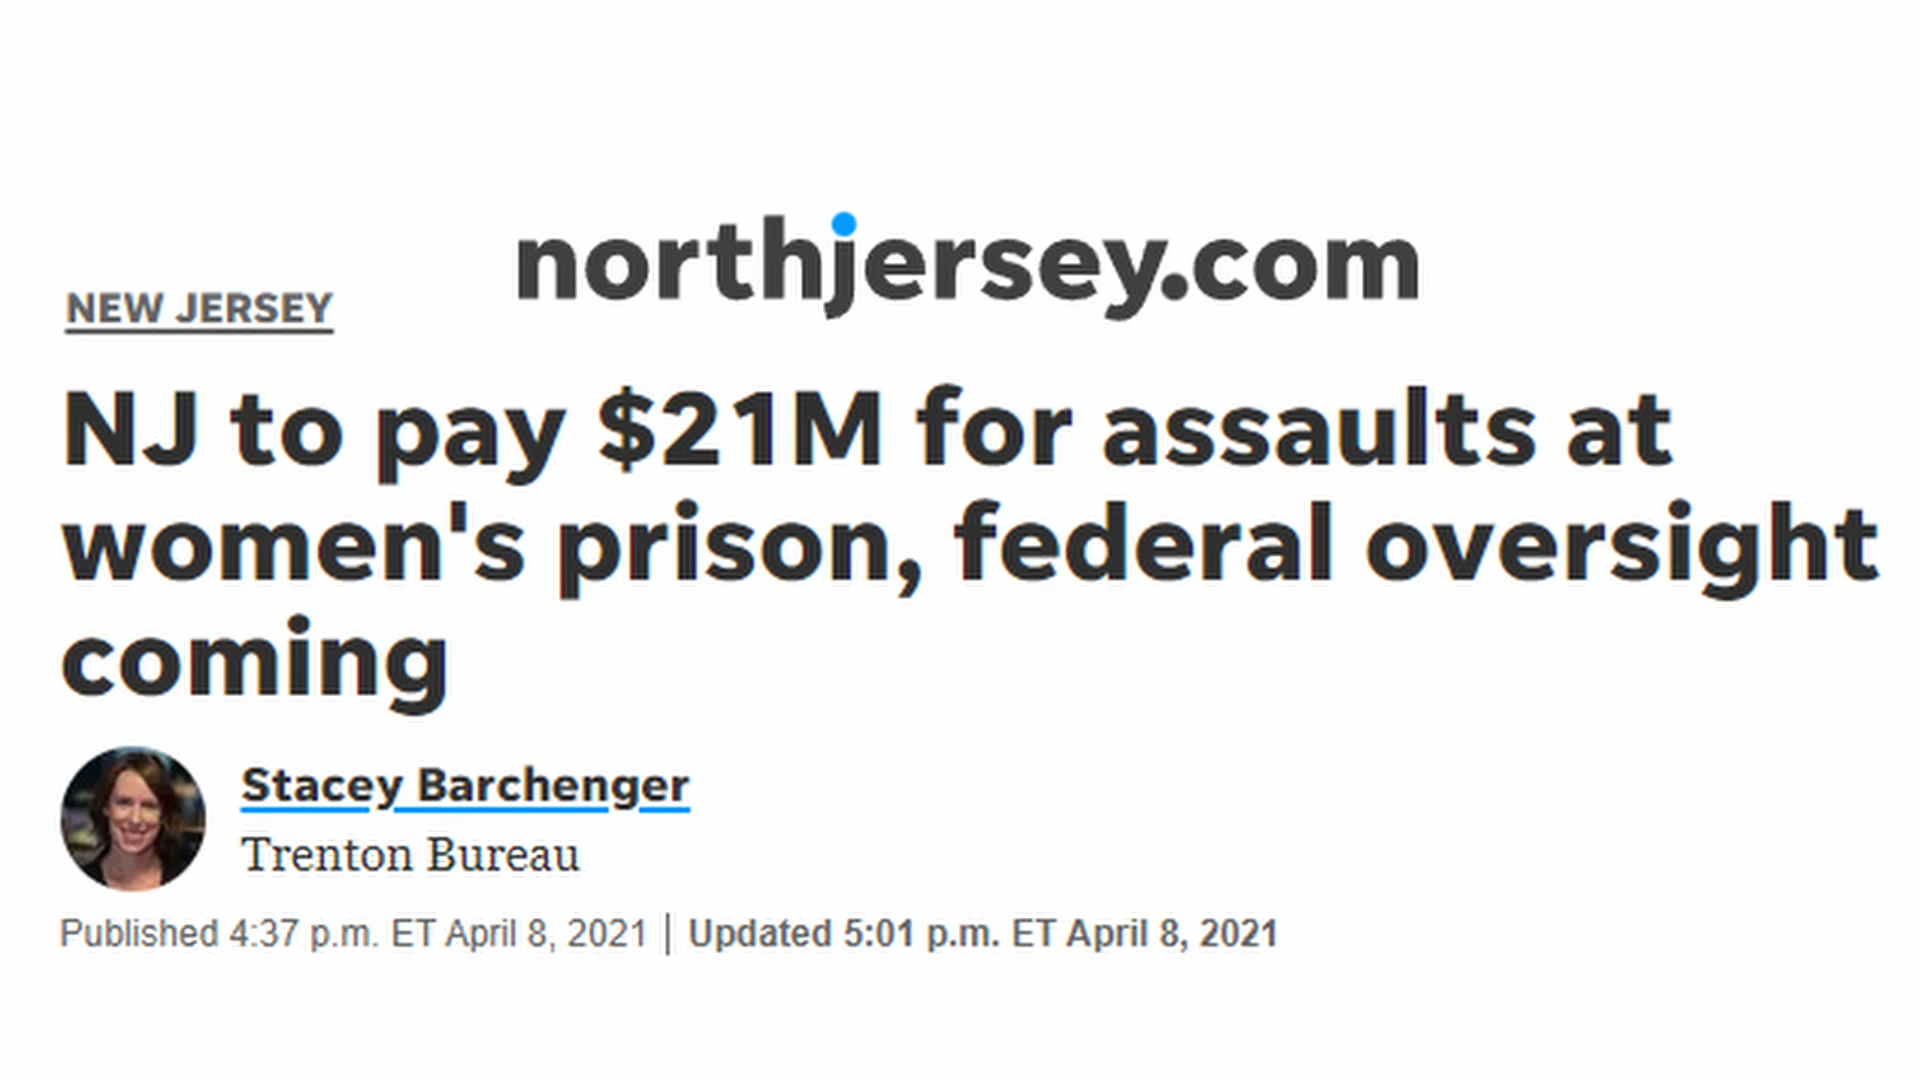 northjersey.com
NEW JERSEY
NJ to pay $21M for assaults at
women's prison, federal oversight
coming
Stacey Barchenger
Trenton Bureau
Published 4:37 p.m. ET April 8, 2021 | Updated 5:01 p.m. ET April 8, 2021